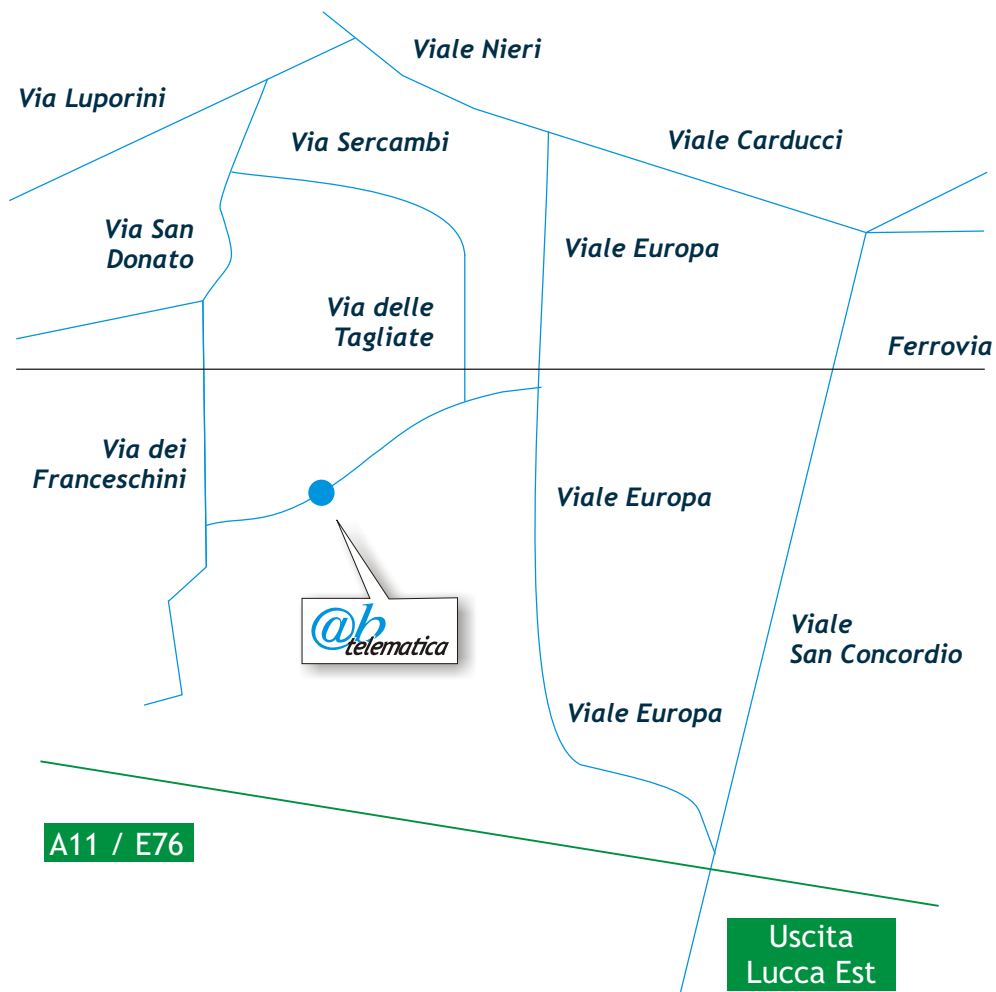 Viale Nieri
Via Luporini
Via Sercambi
Viale Carducci
Via San
Donato
Viale Europa
Via delle
Tagliate
Ferrovia
Via dei
Franceschini
Viale Europa
@b
telematica
Viale
San Concordio
Viale Europa
A11 / E76
Uscita
Lucca Est